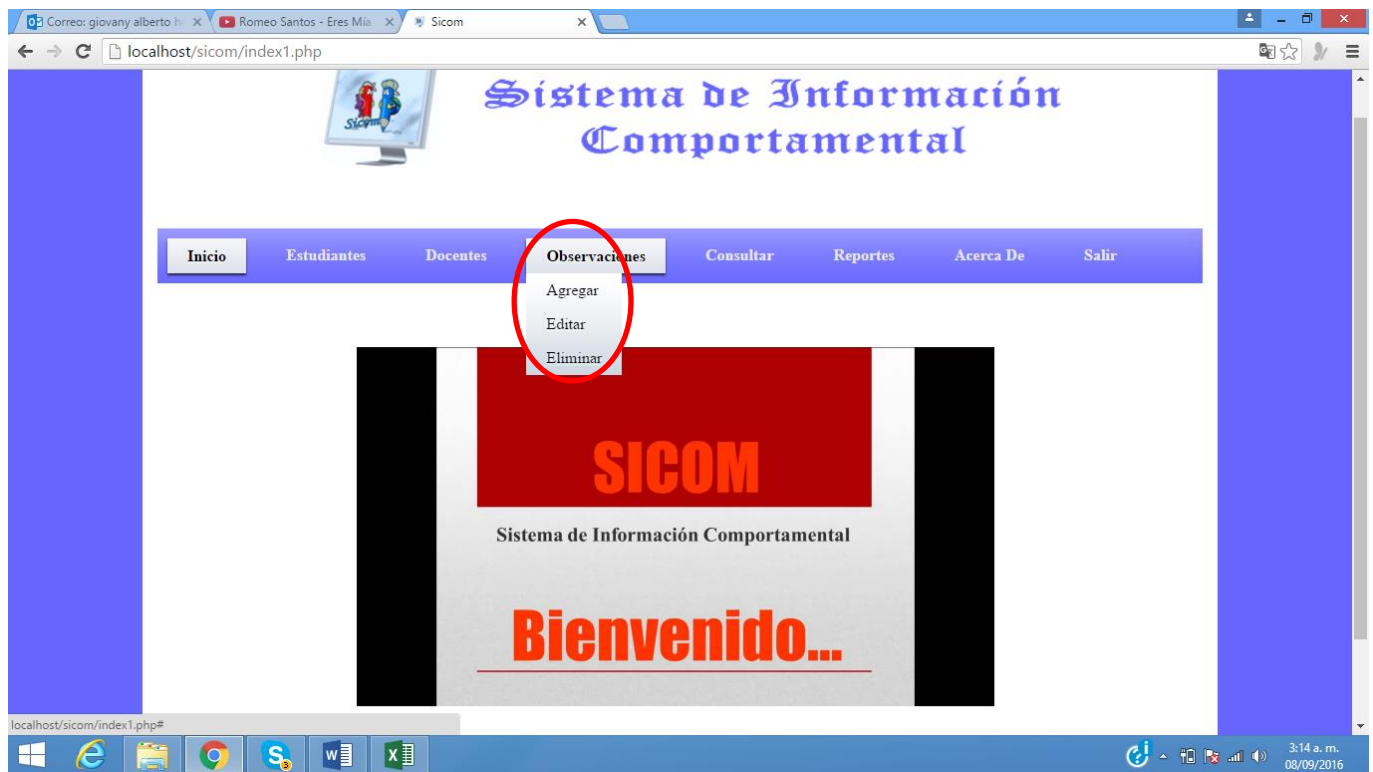 Correo: giovany alberto h
Romeo Santos - Eres Mía
Sicom
localhost/sicom/index1.php
Sicom
Sistema de Información
Comportamental
Inicio Estudiantes Docentes Observaciones Consultar Reportes Acerca De Salir
Agregar
Editar
Eliminar
SICOM
Sistema de Información Comportamental
Bienvenido...
localhost/sicom/index1.php#
3:14 a. m.
08/09/2016